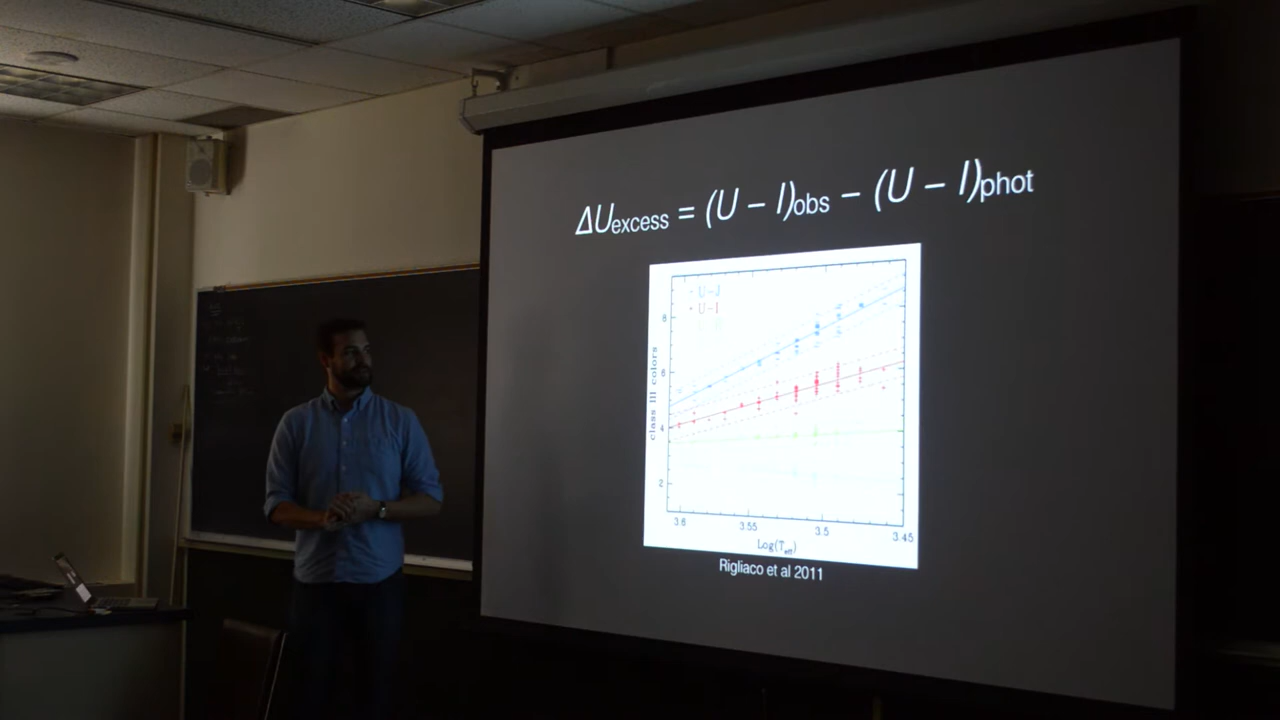 ΔUexcess = (U – I)obs – (U – I)phot
U-J
U-I
class III colors
8
6
4
2
3.6 3.55 3.5 3.45
Log(Teff)
Rigliaco et al 2011